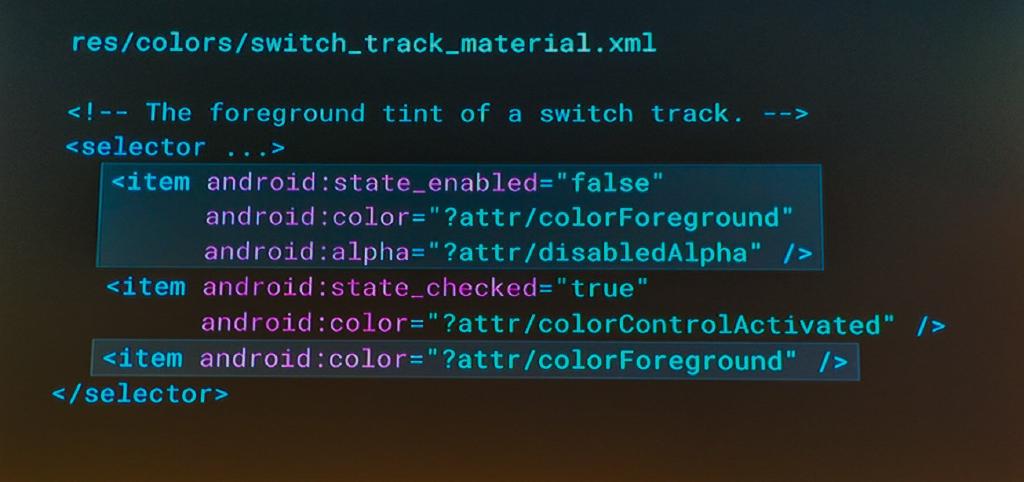 res/colors/switch_track_material.xml
<!-- The foreground tint of a switch track. -->
<selector ...>
<item android:state_enabled="false"
android:color="?attr/colorForeground"
android:alpha="?attr/disabledAlpha" />
<item android:state_checked="true"
android:color="?attr/colorControlActivated" />
<item android:color="?attr/colorForeground" />
</selector>